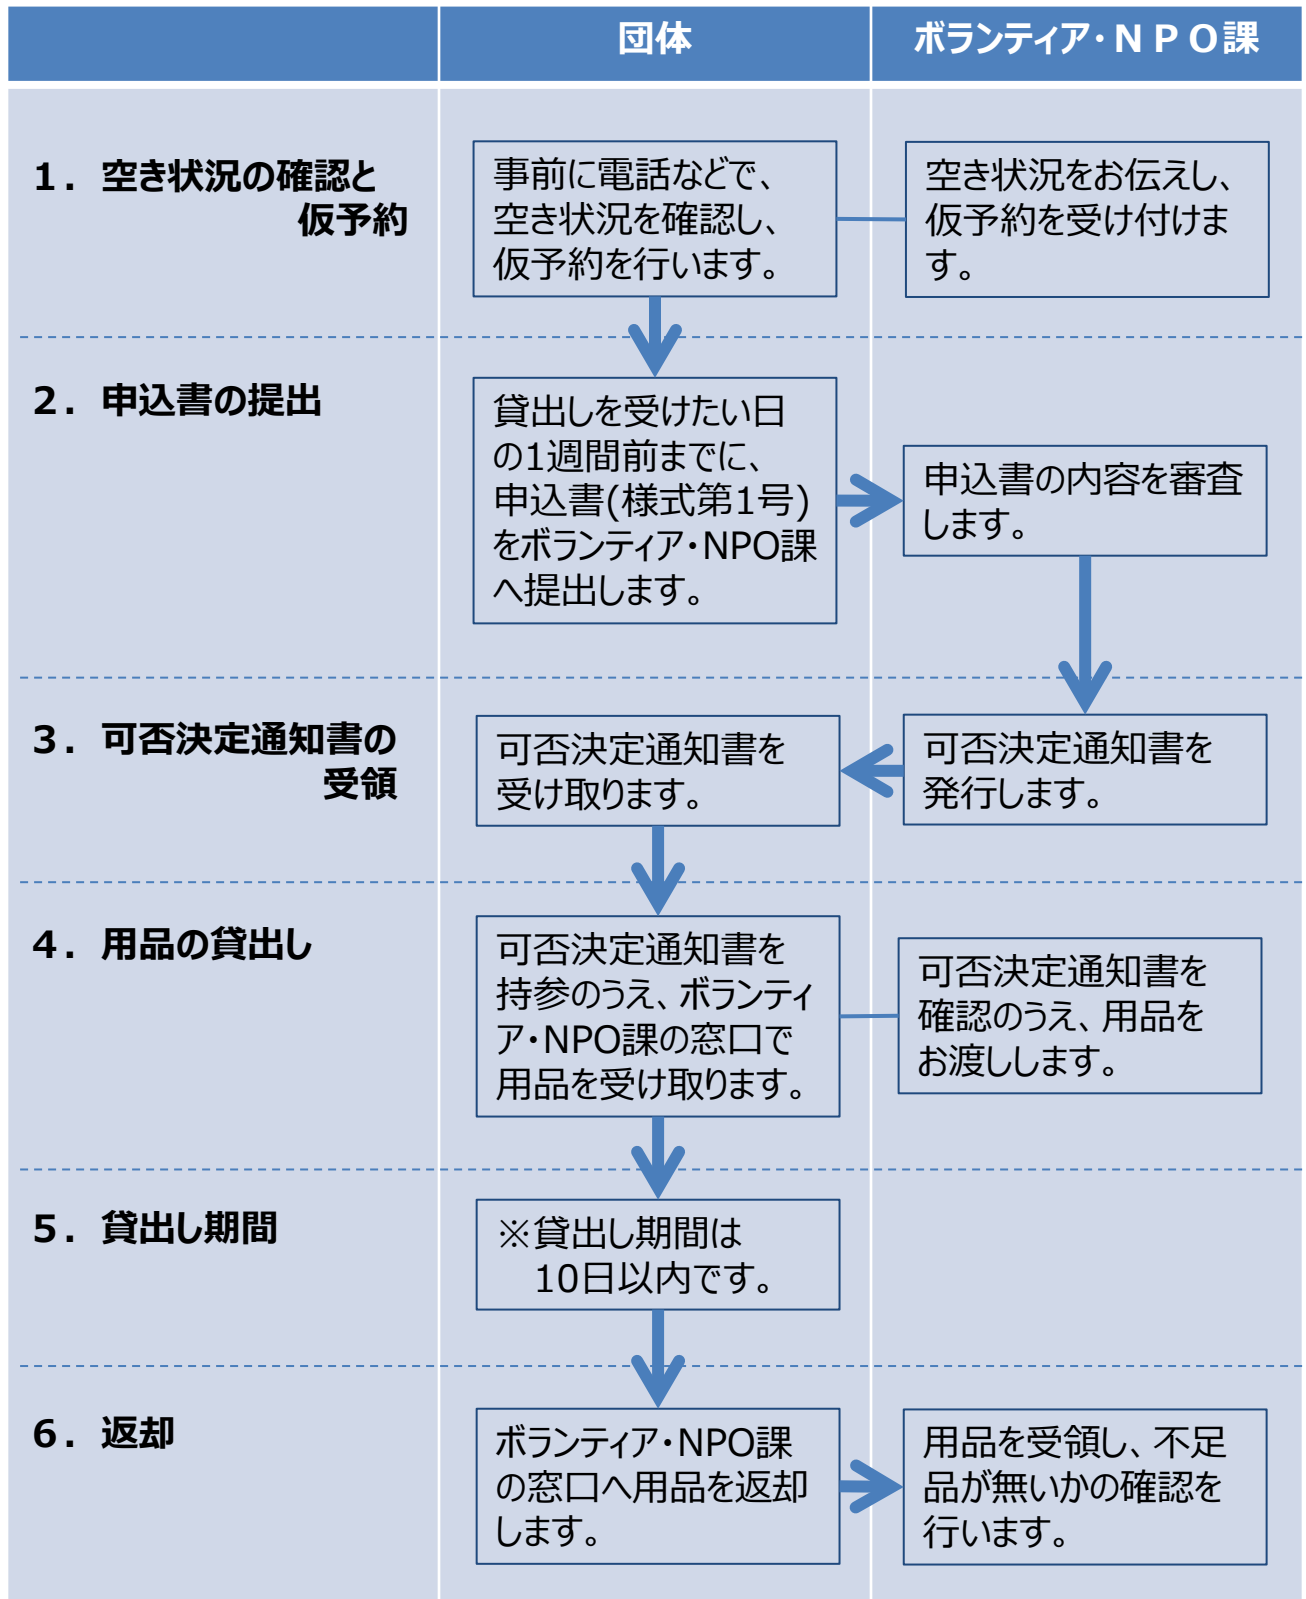 団体
ボランティア・ＮＰＯ課
１．空き状況の確認と
仮予約
事前に電話などで、
空き状況を確認し、
仮予約を行います。
空き状況をお伝えし、
仮予約を受け付けま
す。
２．申込書の提出
貸出しを受けたい日
の1週間前までに、
申込書(様式第1号)
をボランティア・NPO課
へ提出します。
申込書の内容を審査
します。
３．可否決定通知書の
受領
可否決定通知書を
受け取ります。
可否決定通知書を
発行します。
４．用品の貸出し
可否決定通知書を
持参のうえ、ボランティ
ア・NPO課の窓口で
用品を受け取ります。
可否決定通知書を
確認のうえ、用品を
お渡しします。
５．貸出し期間
※貸出し期間は
10日以内です。
６．返却
ボランティア・NPO課
の窓口へ用品を返却
します。
用品を受領し、不足
品が無いかの確認を
行います。